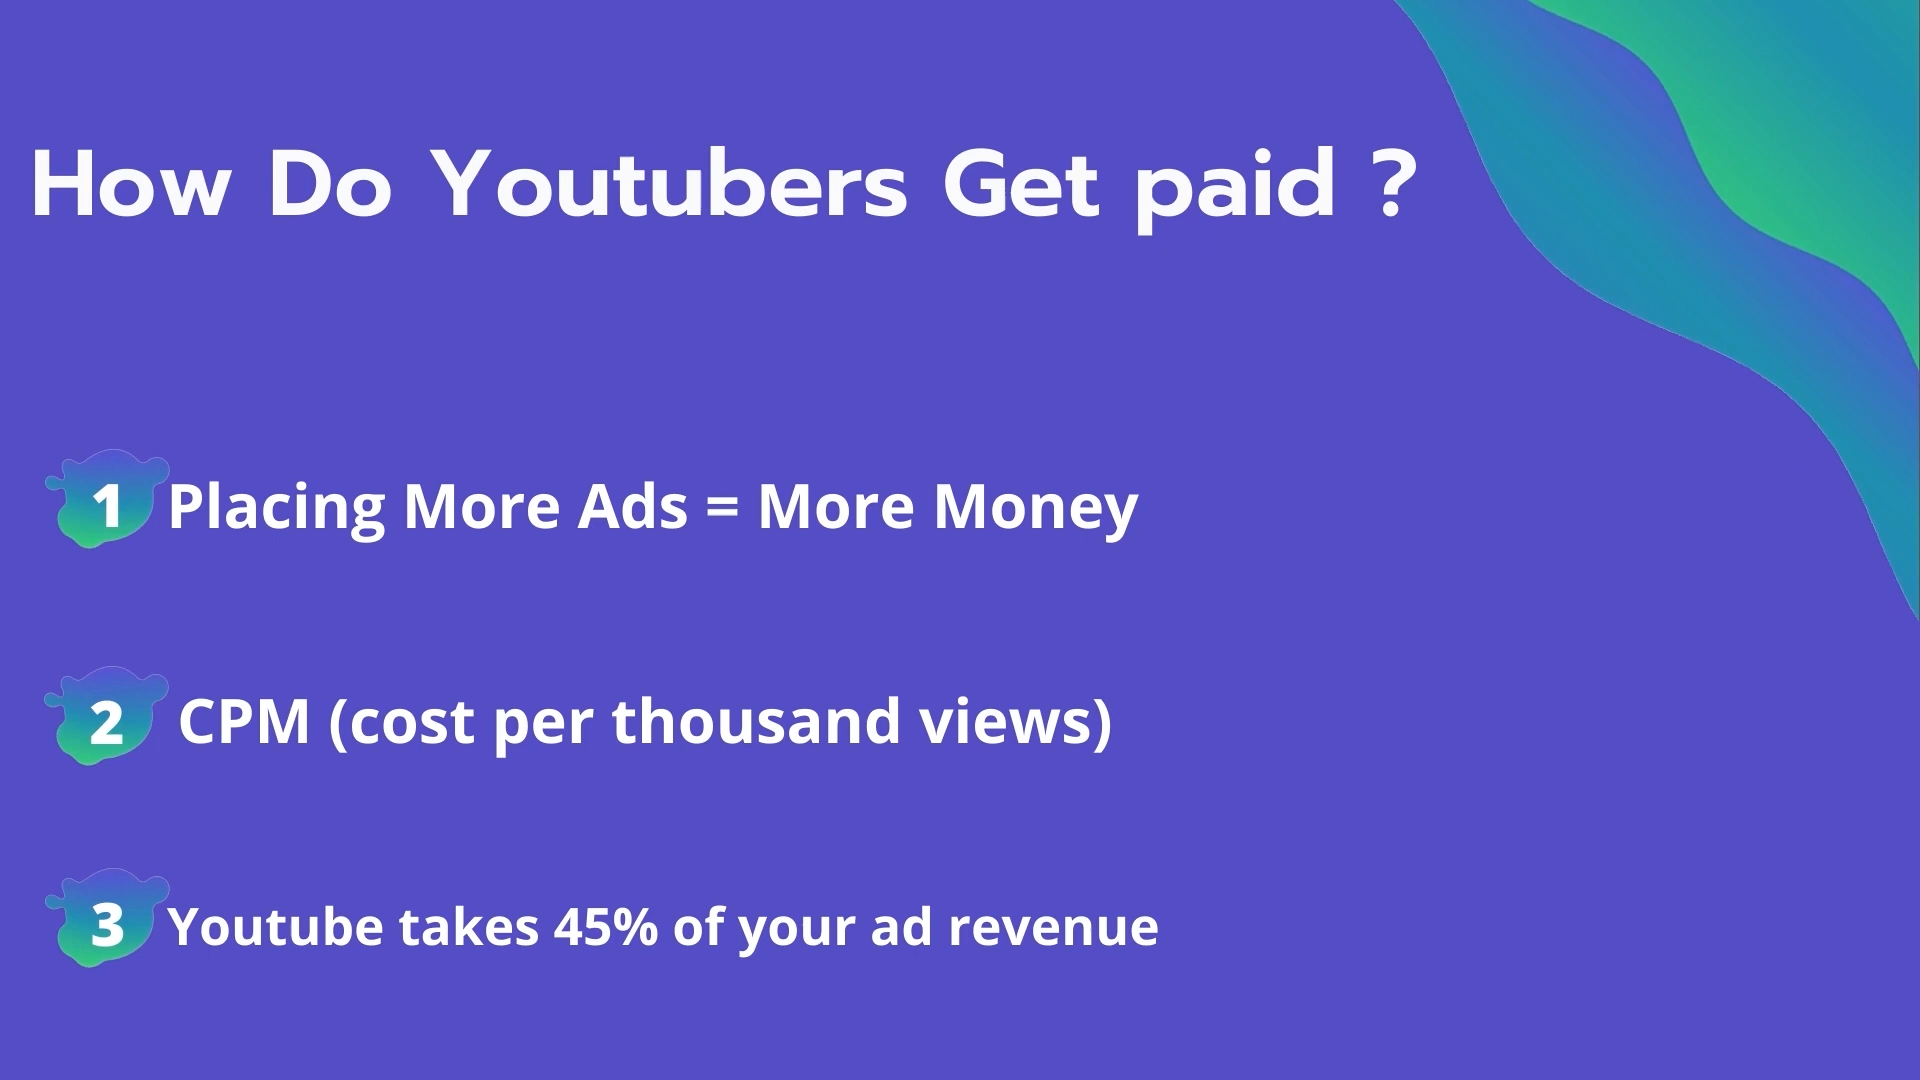 How Do Youtubers Get paid ?
1 Placing More Ads = More Money
2 CPM (cost per thousand views)
3 Youtube takes 45% of your ad revenue